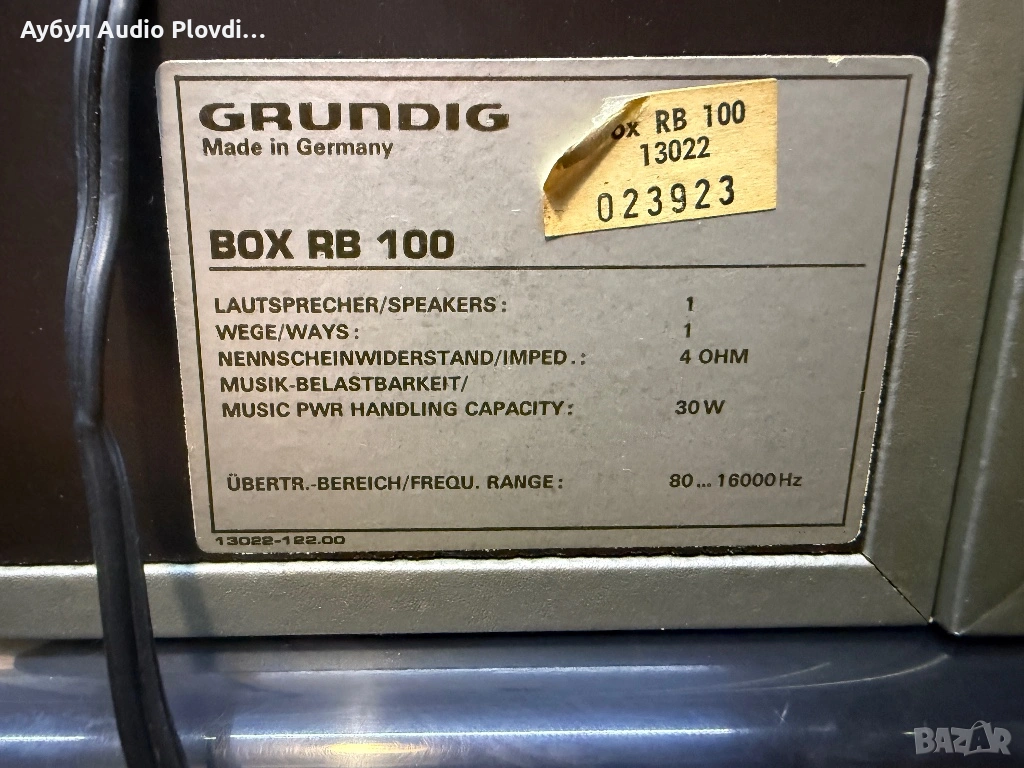 Аубул Audio Plovdi...
GRUNDIG
Made in Germany
RB 100
13022
023923
BOX RB 100
LAUTSPRECHER/SPEAKERS: 1
WEGE/WAYS: 1
NENNSCHEINWIDERSTAND/IMPED.: 4 OHM
MUSIK-BELASTBARKEIT/
MUSIC PWR HANDLING CAPACITY: 30 W
ÜBERTR.-BEREICH/FREQU. RANGE: 80... 16000 Hz
13022-122.00
BAZAR